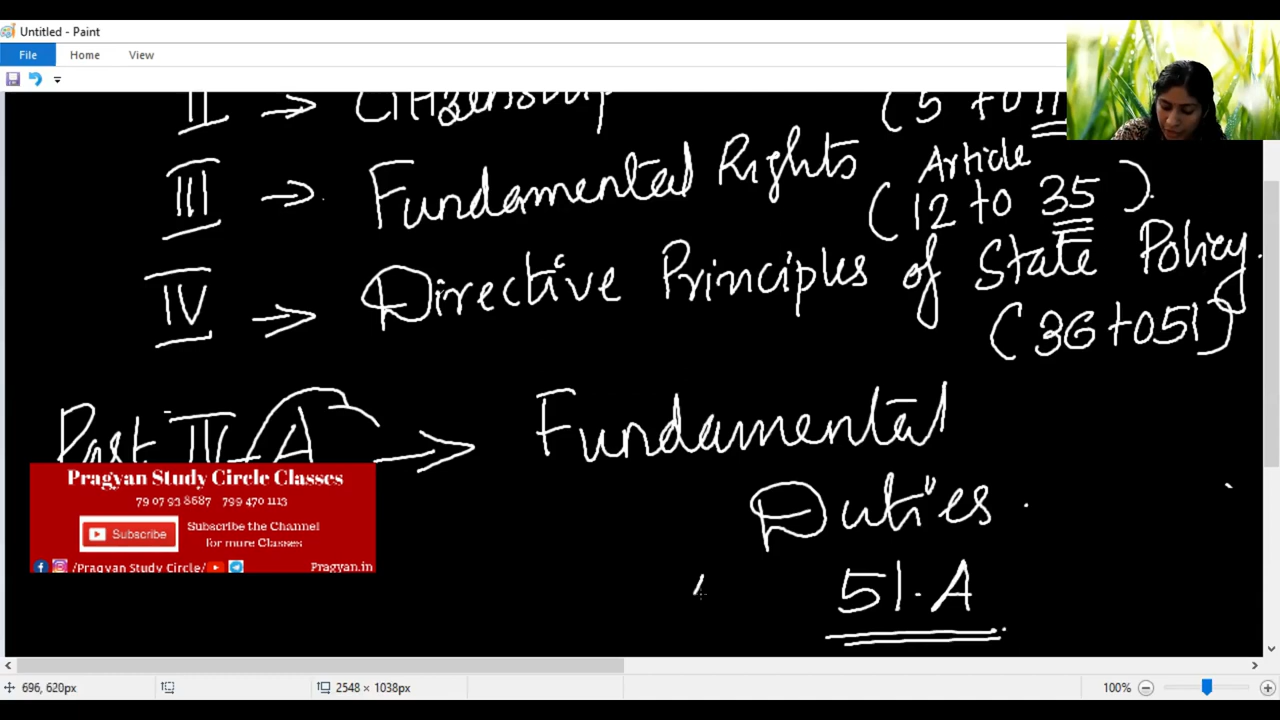 Untitled - Paint
File Home View
II → Citizenship (5 to 11
III → Fundamental Rights Article (12 to 35).
IV → Directive Principles of State Policy.
(36 to 51)
Part IV A → Fundamental
Duties.
51.A
Pragyan Study Circle Classes
79 07 93 8687 799 470 1113
Subscribe Subscribe the Channel
for more Classes
/Pragyan Study Circle/ Pragyan.in
696, 620px 2548 × 1038px 100%